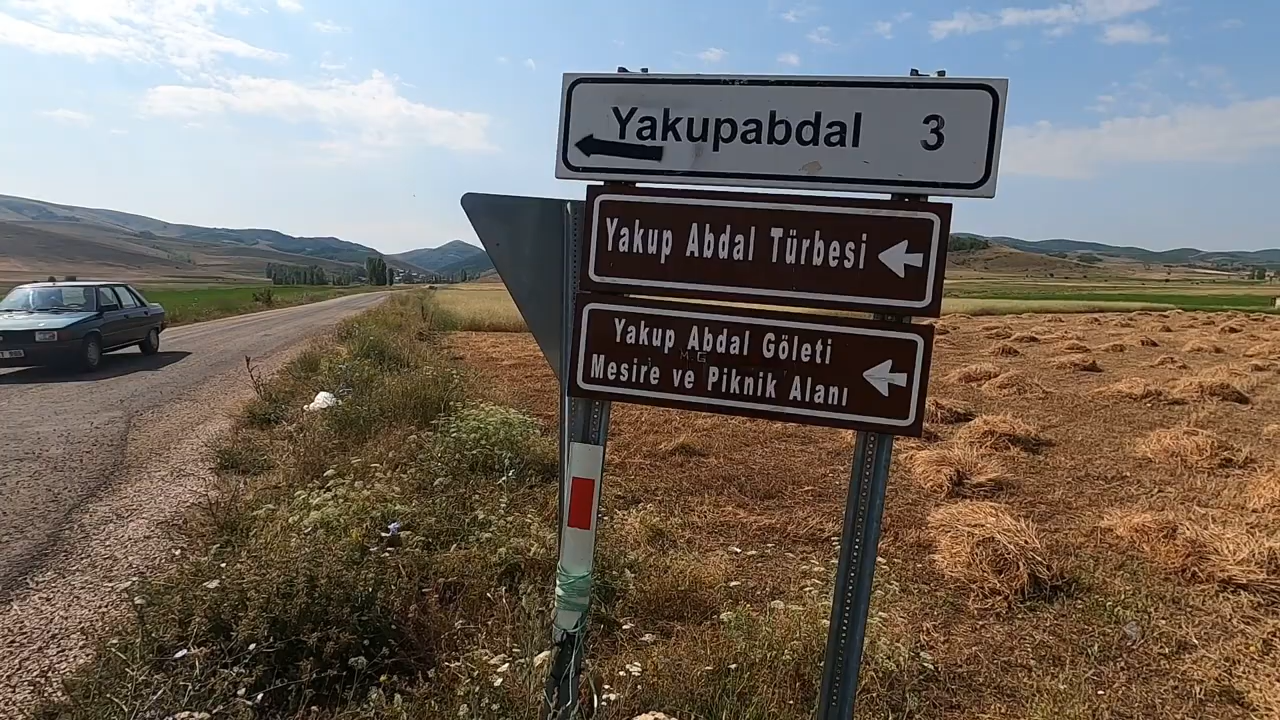 Yakupabdal 3
Yakup Abdal Türbesi
Yakup Abdal Göleti
M.G
Mesire ve Piknik Alanı